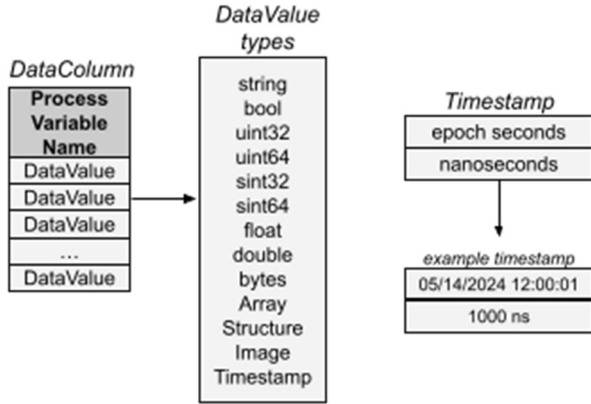 DataColumn
Process
Variable
Name
DataValue
DataValue
DataValue
...
DataValue
DataValue
types
string
bool
uint32
uint64
sint32
sint64
float
double
bytes
Array
Structure
Image
Timestamp
Timestamp
epoch seconds
nanoseconds
example timestamp
05/14/2024 12:00:01
1000 ns